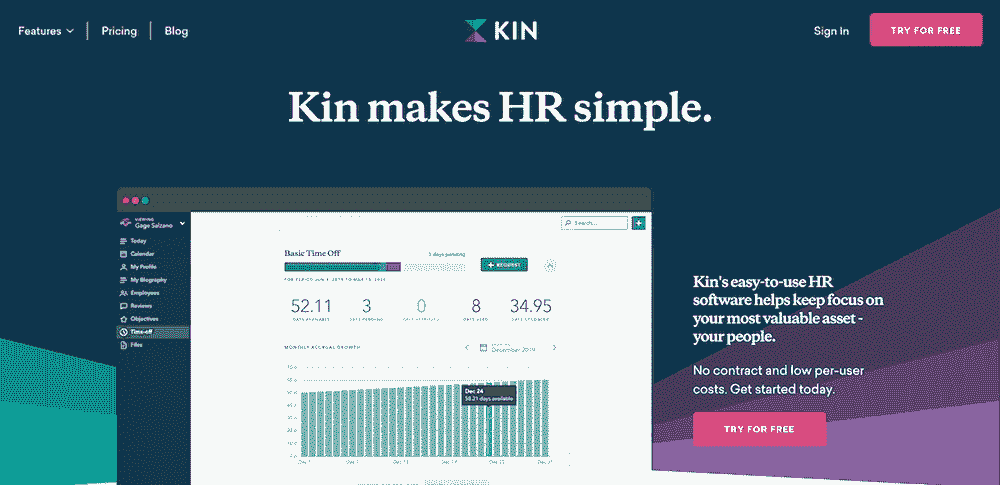 Features
Pricing
Blog
KIN
Sign In
TRY FOR FREE
Kin makes HR simple.
VIEWING
Gage Salzano
Search...
Today
Calendar
My Profile
My Biography
Employees
Reviews
Objectives
Time-off
Files
Basic Time Off
3 days pending
+ REQUEST
52.11
3
0
8
34.95
MONTHLY ACCRUAL GROWTH
December 2019
Dec 24
58.21 days available
Kin's easy-to-use HR
software helps keep focus on
your most valuable asset -
your people.
No contract and low per-user
costs. Get started today.
TRY FOR FREE